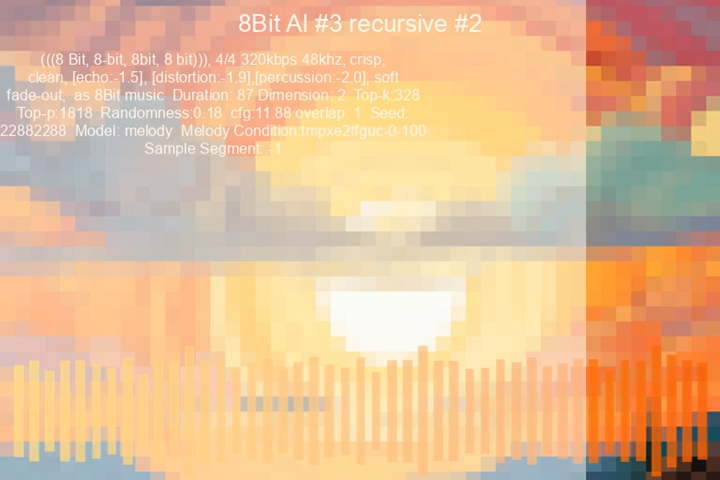 8Bit AI #3 recursive #2
(((8 Bit, 8-bit, 8bit, 8 bit))), 4/4 320kbps 48khz, crisp,
clean, [echo:-1.5], [distortion:-1.9],[percussion:-2.0], soft
fade-out, as 8Bit music Duration: 87 Dimension: 2 Top-k:328
Top-p:1818 Randomness:0.18 cfg:11.88 overlap: 1 Seed:
22882288 Model: melody Melody Condition:tmpxe2tfguc-0-100
Sample Segment: -1